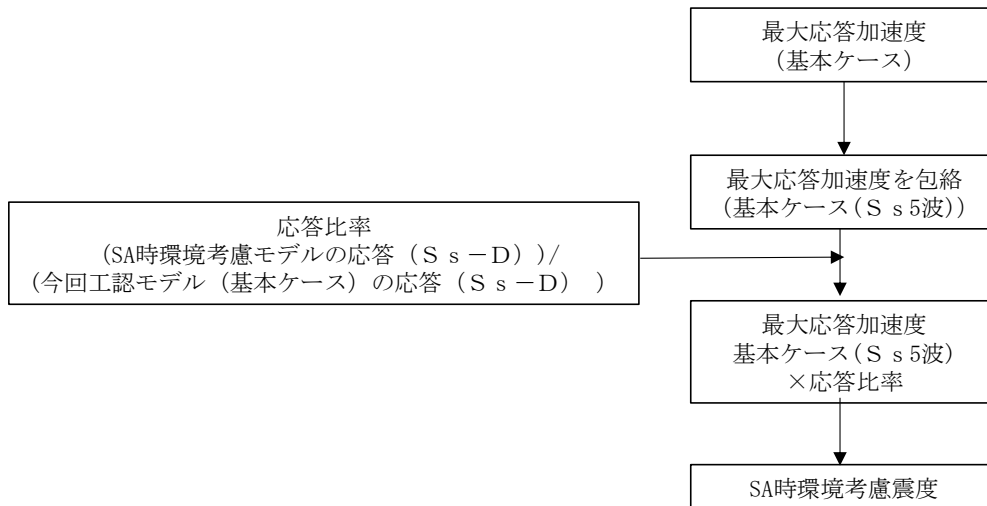 最大応答加速度
(基本ケース)
最大応答加速度を包絡
(基本ケース(Ｓｓ5波))
応答比率
(SA時環境考慮モデルの応答（Ｓｓ－Ｄ）)/
(今回工認モデル（基本ケース）の応答（Ｓｓ－Ｄ）　)
最大応答加速度
基本ケース(Ｓｓ5波)
×応答比率
SA時環境考慮震度